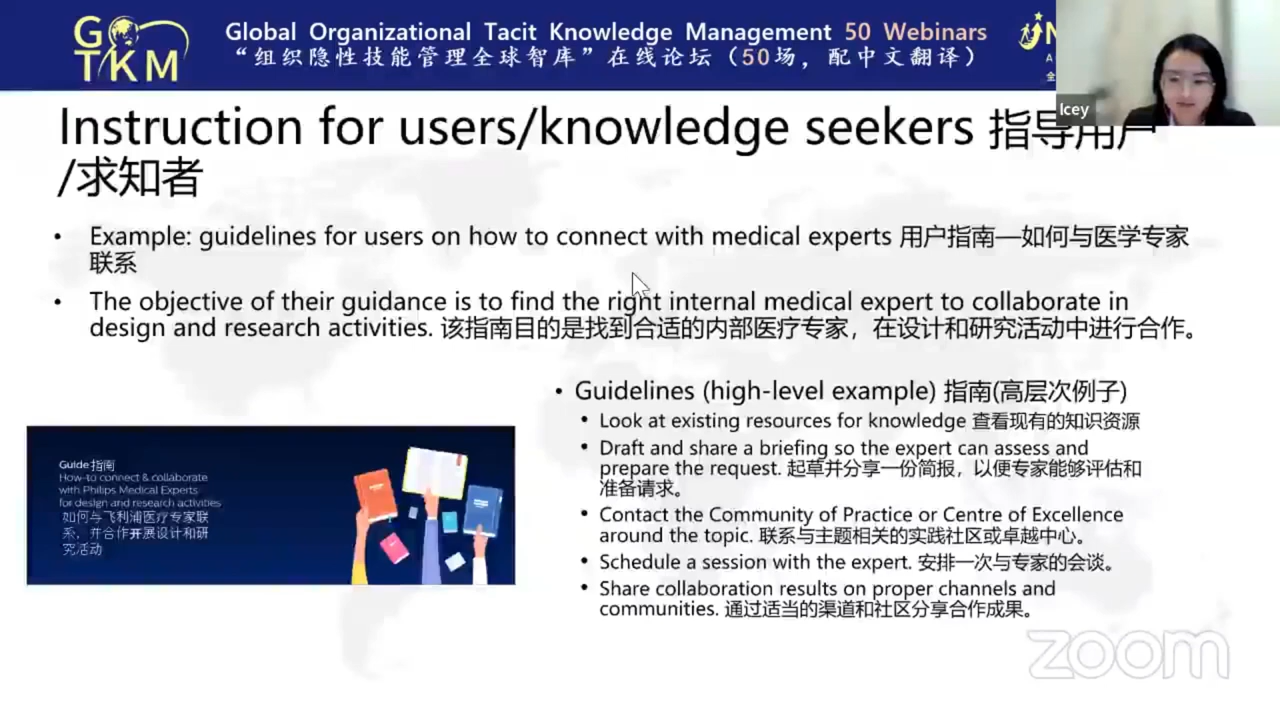 GO
TKM
Global Organizational Tacit Knowledge Management 50 Webinars
“组织隐性技能管理全球智库”在线论坛（50场，配中文翻译）
N
A
全
Icey
Instruction for users/knowledge seekers 指导用户
/求知者
• Example: guidelines for users on how to connect with medical experts 用户指南—如何与医学专家
联系
• The objective of their guidance is to find the right internal medical expert to collaborate in
design and research activities. 该指南目的是找到合适的内部医疗专家，在设计和研究活动中进行合作。
Guide 指南
How-to connect & collaborate
with Philips Medical Experts
for design and research activities
如何与飞利浦医疗专家联
系，并合作开展设计和研
究活动
• Guidelines (high-level example) 指南(高层次例子)
• Look at existing resources for knowledge 查看现有的知识资源
• Draft and share a briefing so the expert can assess and
prepare the request. 起草并分享一份简报，以便专家能够评估和
准备请求。
• Contact the Community of Practice or Centre of Excellence
around the topic. 联系与主题相关的实践社区或卓越中心。
• Schedule a session with the expert. 安排一次与专家的会谈。
• Share collaboration results on proper channels and
communities. 通过适当的渠道和社区分享合作成果。
zoom